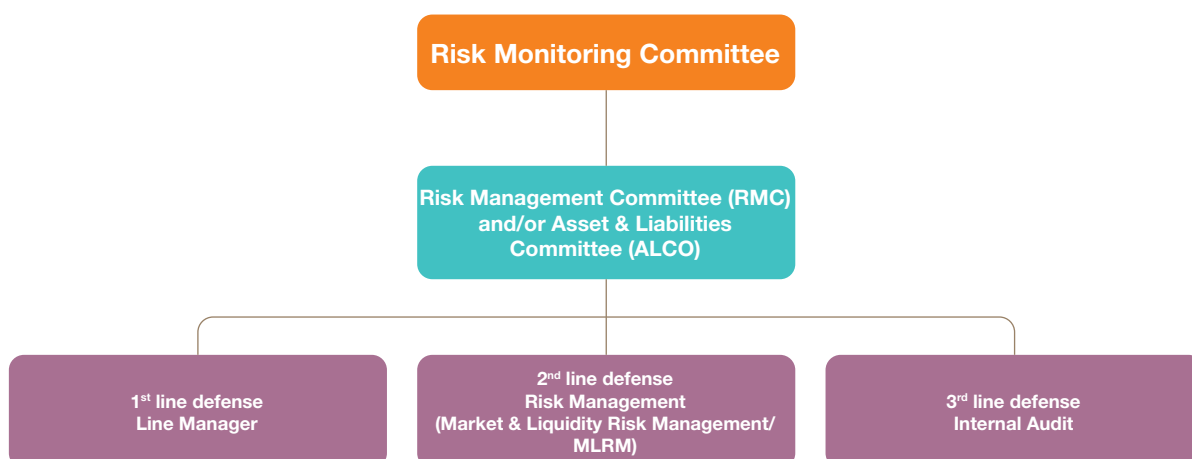 Risk Monitoring Committee
Risk Management Committee (RMC)
and/or Asset & Liabilities
Committee (ALCO)
1st line defense
Line Manager
2nd line defense
Risk Management
(Market & Liquidity Risk Management/
MLRM)
3rd line defense
Internal Audit